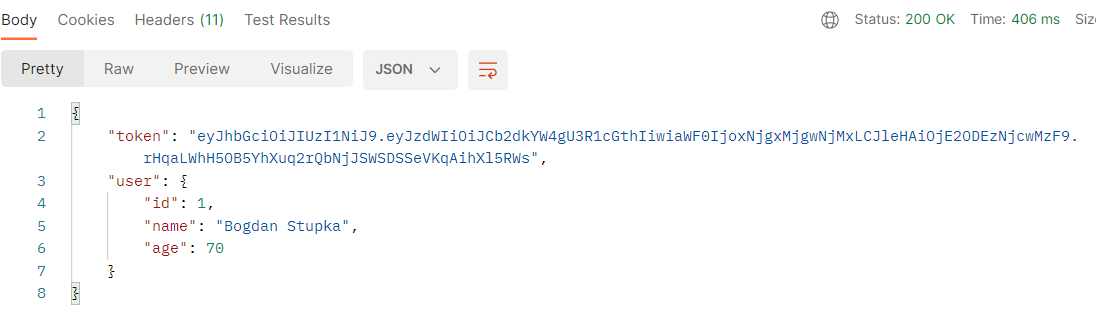 Body Cookies Headers (11) Test Results Status: 200 OK Time: 406 ms Siz
Pretty Raw Preview Visualize JSON
1 {
2 "token": "eyJhbGciOiJIUzI1NiJ9.eyJzdWIiOiJCb2dkYW4gU3R1cGthIiwiaWF0IjoxNjgxMjgwNjMxLCJleHAiOjE2ODEzNjcwMzF9.
rHqaLWhH5OB5YhXuq2rQbNjJSWSDSSeVKqAihXl5RWs",
3 "user": {
4 "id": 1,
5 "name": "Bogdan Stupka",
6 "age": 70
7 }
8 }